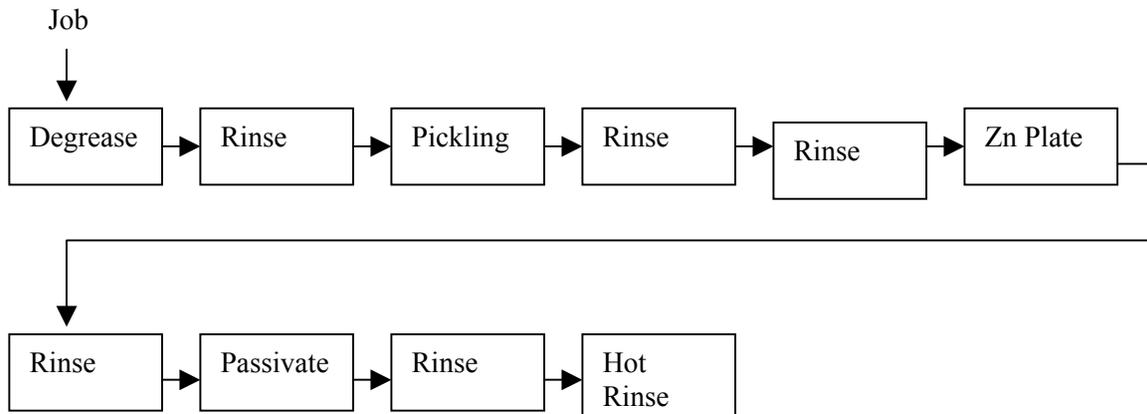 Job
Degrease
Rinse
Pickling
Rinse
Rinse
Zn Plate
Rinse
Passivate
Rinse
Hot
Rinse